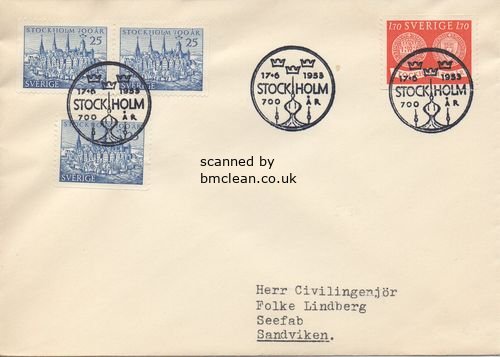 STOCKHOLM 700 ÅR
25
STOCKHOLM 700 ÅR
25
SVERIGE
1.70 SVERIGE 1.70
17·6 1953
STOCKHOLM
700 ÅR
17·6 1953
STOCKHOLM
700 ÅR
17·6 1953
STOCKHOLM
700 ÅR
SVERIGE
scanned by
bmclean.co.uk
Herr Civilingenjör
Folke Lindberg
Seefab
Sandviken.